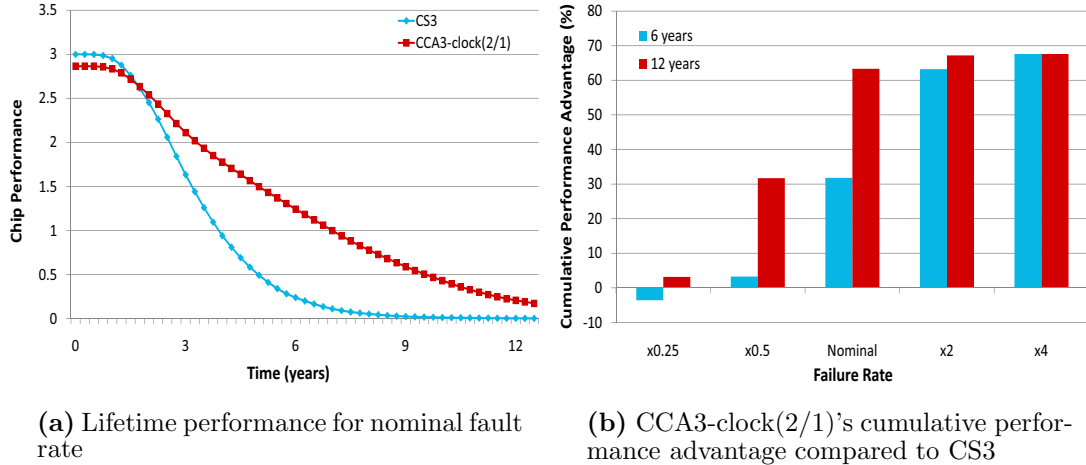 3.5
3
2.5
2
1.5
1
0.5
0
Chip Performance
CS3
CCA3-clock(2/1)
0 3 6 9 12
Time (years)
80
70
60
50
40
30
20
10
0
-10
Cumulative Performance Advantage (%)
6 years
12 years
x0.25 x0.5 Nominal x2 x4
Failure Rate
(a) Lifetime performance for nominal fault
rate
(b) CCA3-clock(2/1)'s cumulative perfor-
mance advantage compared to CS3